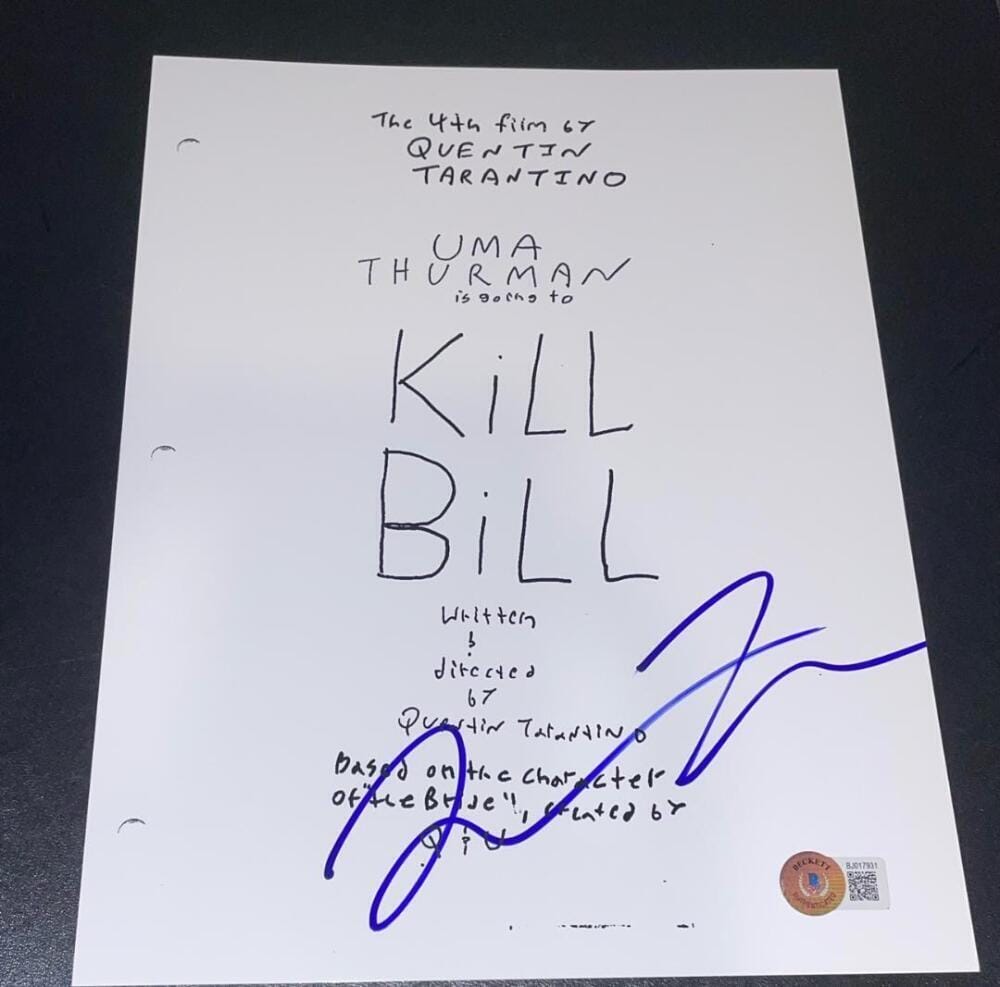 The 4th film by
QUENTIN
TARANTINO
UMA
THURMAN
is going to
KiLL
BiLL
Written
&
directed
by
Quentin Tarantino
Based on the character
of "the Bride", created by
Q & U
BECKETT
AUTHENTICATED
BJ017931